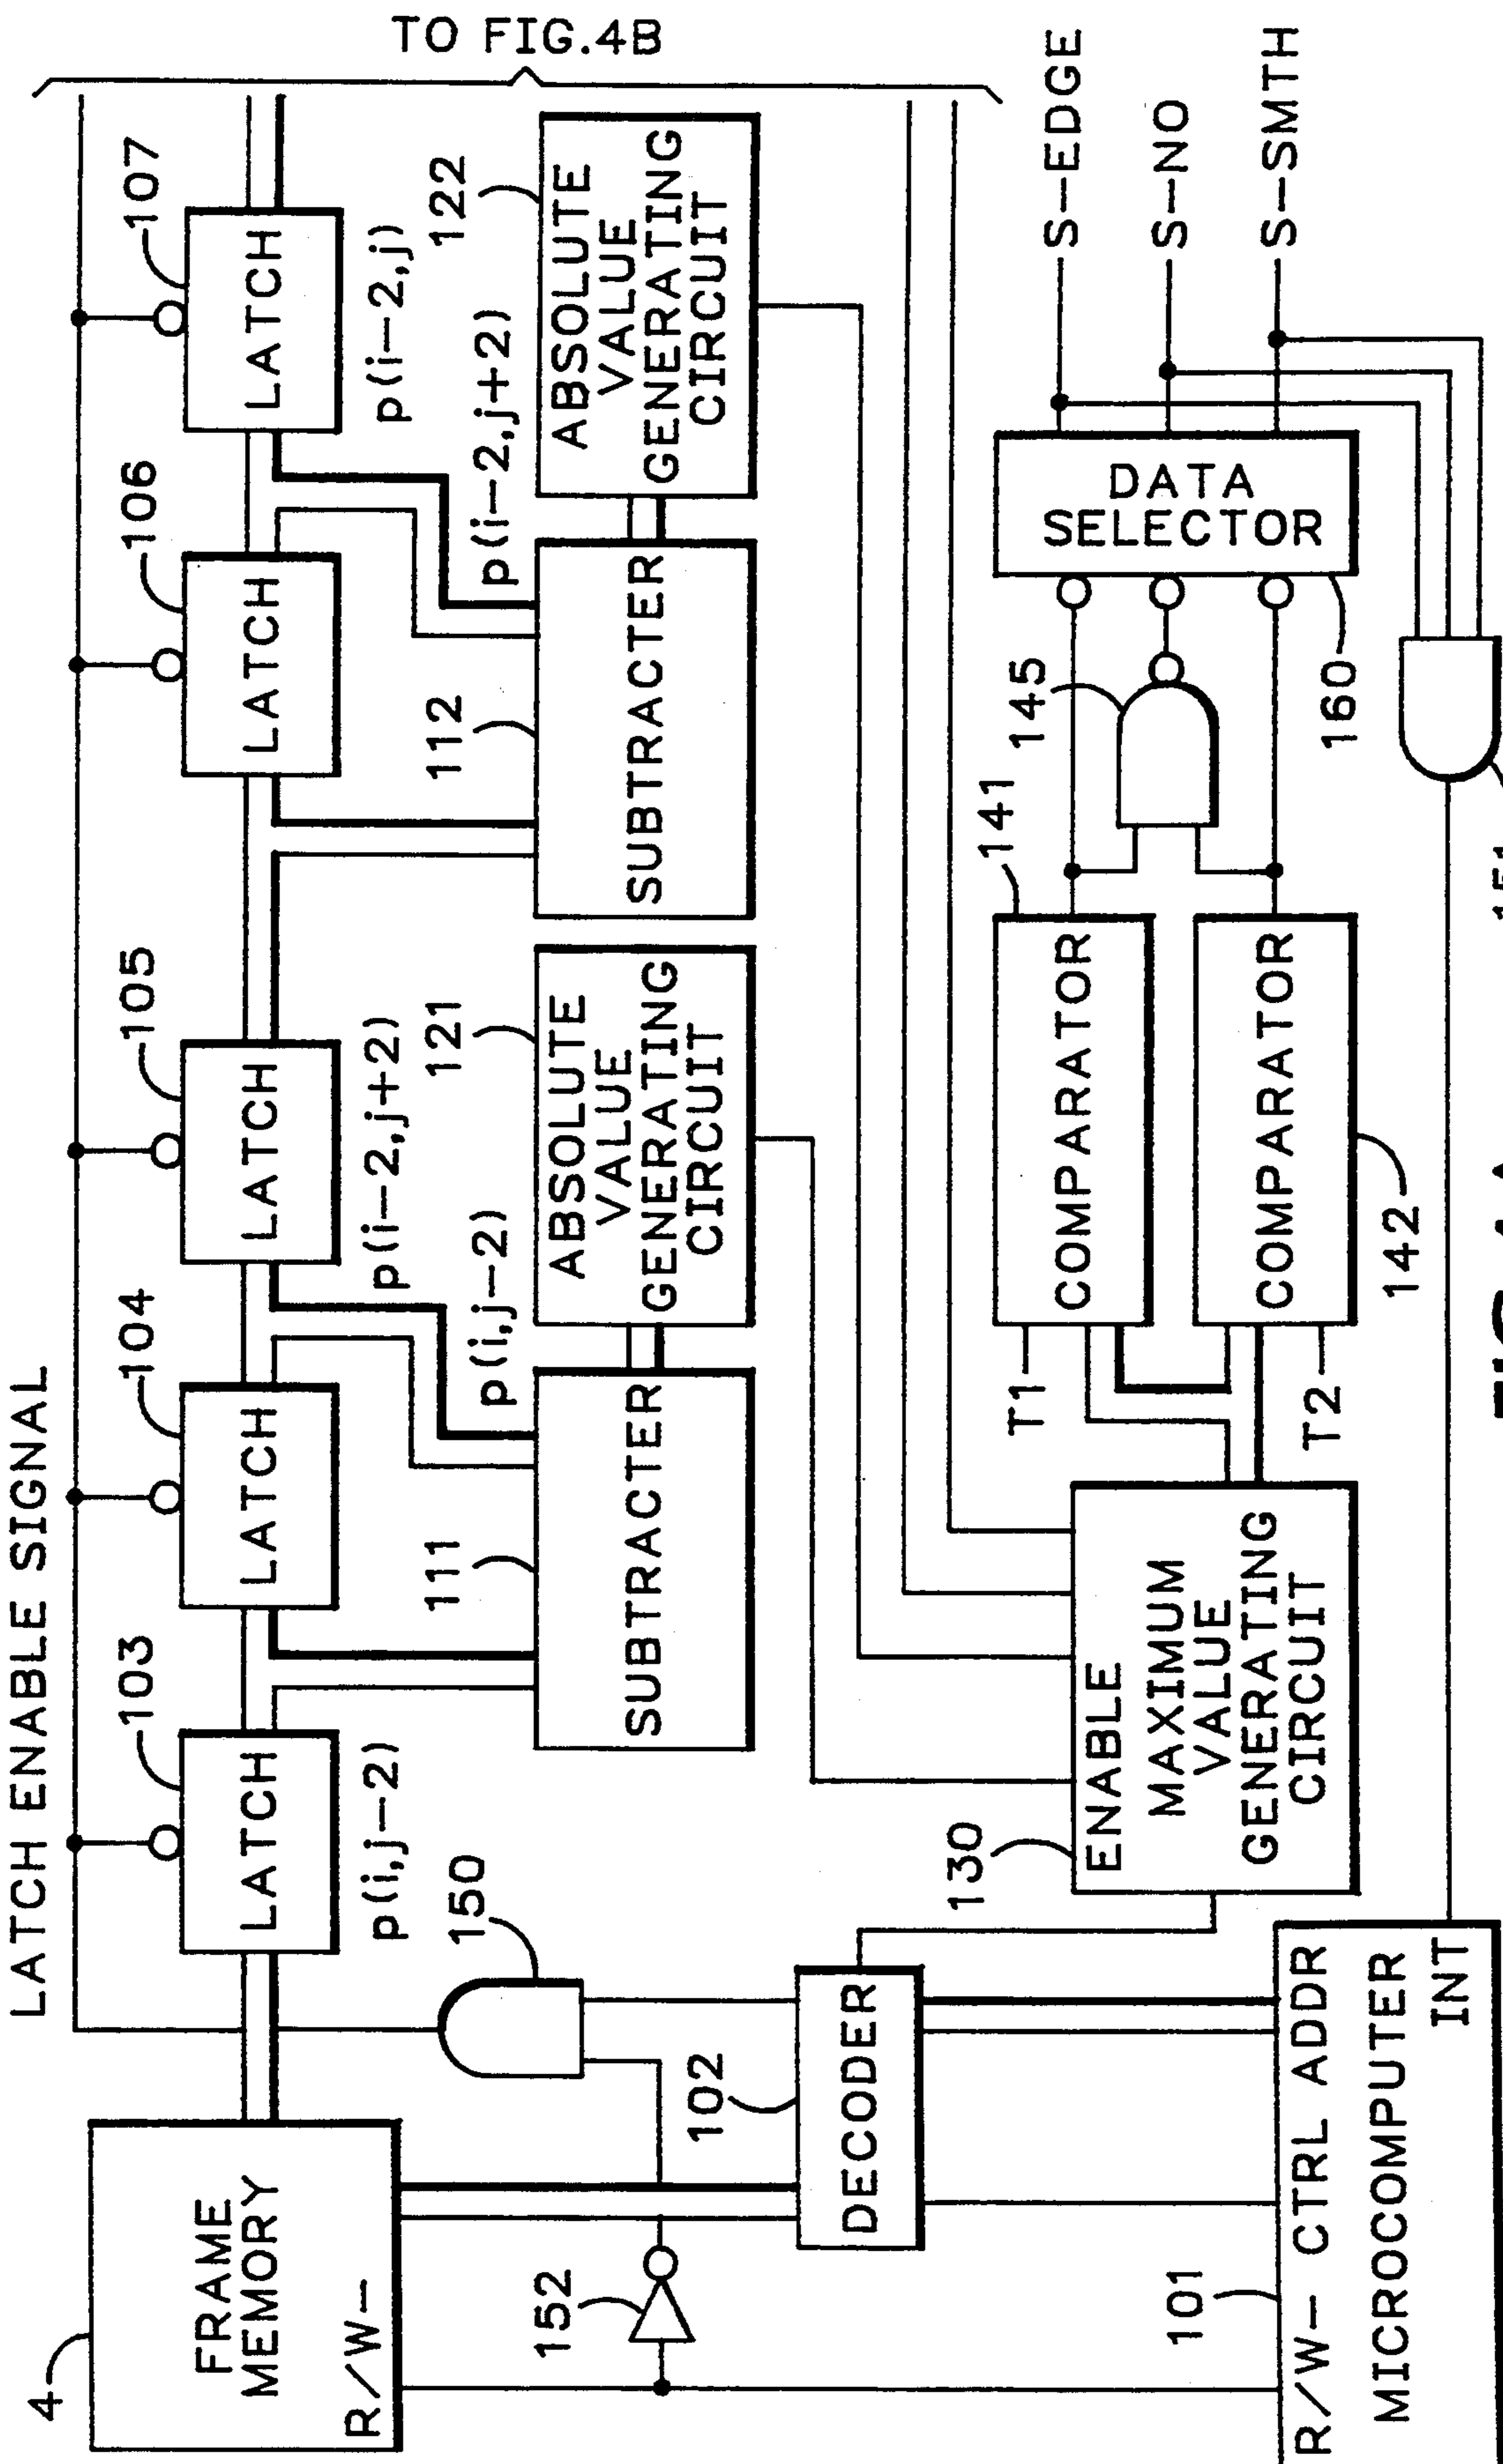 LATCH ENABLE SIGNAL
TO FIG.4B
4
FRAME
MEMORY
R/W-
103
LATCH
p(i,j-2)
104
LATCH
105
LATCH
p(i-2,j+2)
106
LATCH
107
LATCH
p(i-2,j)
150
111
SUBTRACTER
p(i,j-2)
121
ABSOLUTE
VALUE
GENERATING
CIRCUIT
112
SUBTRACTER
p(i-2,j+2)
122
ABSOLUTE
VALUE
GENERATING
CIRCUIT
152
102
DECODER
130
ENABLE
MAXIMUM
VALUE
GENERATING
CIRCUIT
T1
T2
141
COMPARATOR
COMPARATOR
142
145
DATA
SELECTOR
160
S-EDGE
S-NO
S-SMTH
101
R/W- CTRL ADDR
MICROCOMPUTER
INT